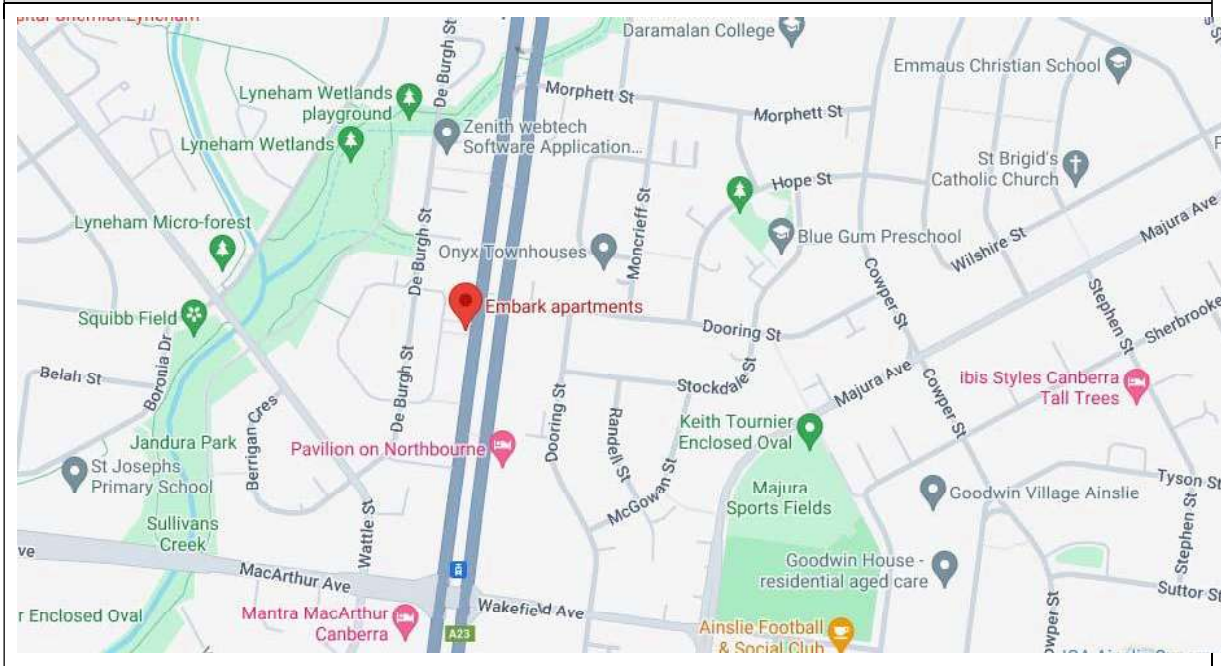 Daramalan College
Emmaus Christian School
De Burgh St
Morphett St
Morphett St
Lyneham Wetlands
playground
Zenith webtech
Software Application...
Lyneham Wetlands
St Brigid's
Catholic Church
Hope St
Majura Ave
Lyneham Micro-forest
De Burgh St
Onyx Townhouses
Moncrieff St
Blue Gum Preschool
Wilshire St
Cowper St
Stephen St
Squibb Field
Embark apartments
Dooring St
Sherbrooke
Belah St
Boronia Dr
De Burgh St
Stockdale St
Majura Ave
Cowper St
ibis Styles Canberra
Tall Trees
Berrigan Cres
Dooring St
Randell St
Keith Tournier
Enclosed Oval
Jandura Park
Pavilion on Northbourne
St Josephs
Primary School
McGowan St
Majura
Sports Fields
Goodwin Village Ainslie
Tyson St
Stephen St
Sullivans
Creek
Wattle St
Goodwin House -
residential aged care
ve
MacArthur Ave
Suttor St
r Enclosed Oval
Mantra MacArthur
Canberra
Wakefield Ave
A23
Ainslie Football
& Social Club
owper St